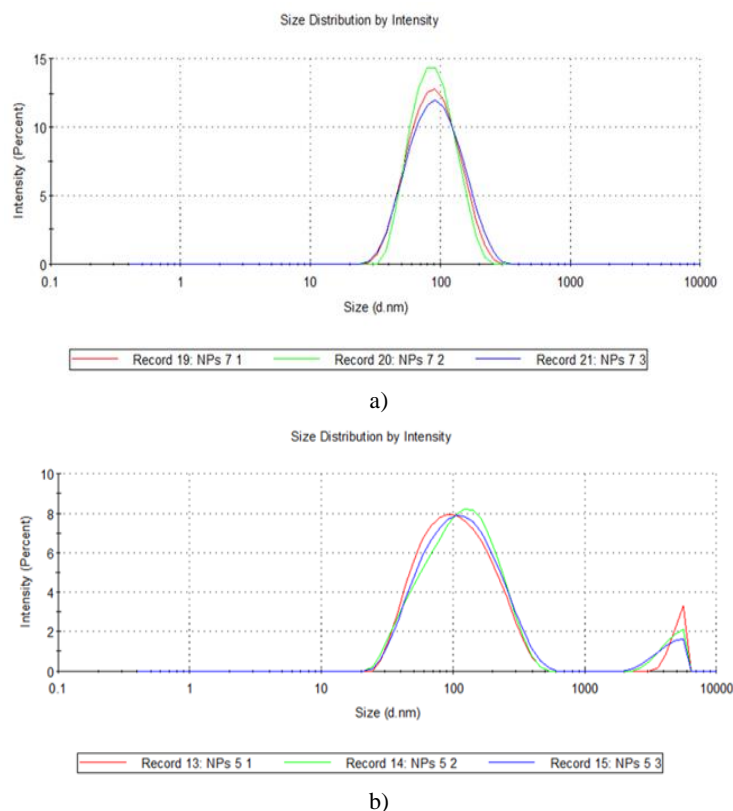 Size Distribution by Intensity
Intensity (Percent)
15
10
5
0
0.1 1 10 100 1000 10000
Size (d.nm)
Record 19: NPs 7 1 Record 20: NPs 7 2 Record 21: NPs 7 3
a)
Size Distribution by Intensity
Intensity (Percent)
10
8
6
4
2
0
0.1 1 10 100 1000 10000
Size (d.nm)
Record 13: NPs 5 1 Record 14: NPs 5 2 Record 15: NPs 5 3
b)